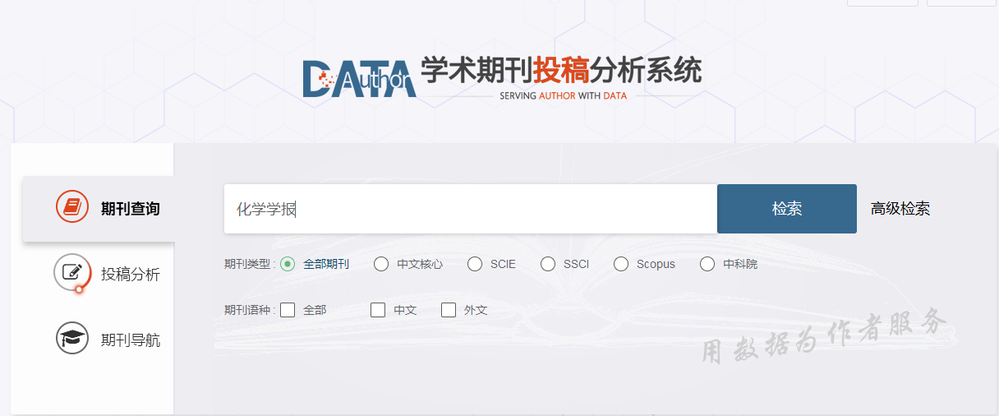 DATA Author 学术期刊投稿分析系统
SERVING AUTHOR WITH DATA
期刊查询
化学学报 检索 高级检索
期刊类型 : 全部期刊 中文核心 SCIE SSCI Scopus 中科院
投稿分析
期刊语种 : 全部 中文 外文
期刊导航
用数据为作者服务